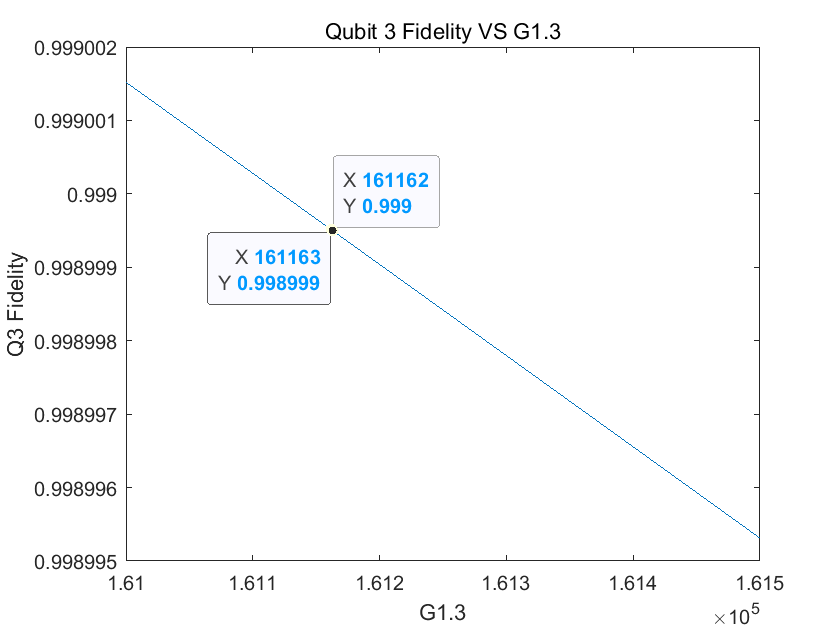 Qubit 3 Fidelity VS G1.3
0.999002
0.999001
0.999
0.998999
0.998998
0.998997
0.998996
0.998995
Q3 Fidelity
X 161162
Y 0.999
X 161163
Y 0.998999
1.61 1.611 1.612 1.613 1.614 1.615
×10⁵
G1.3